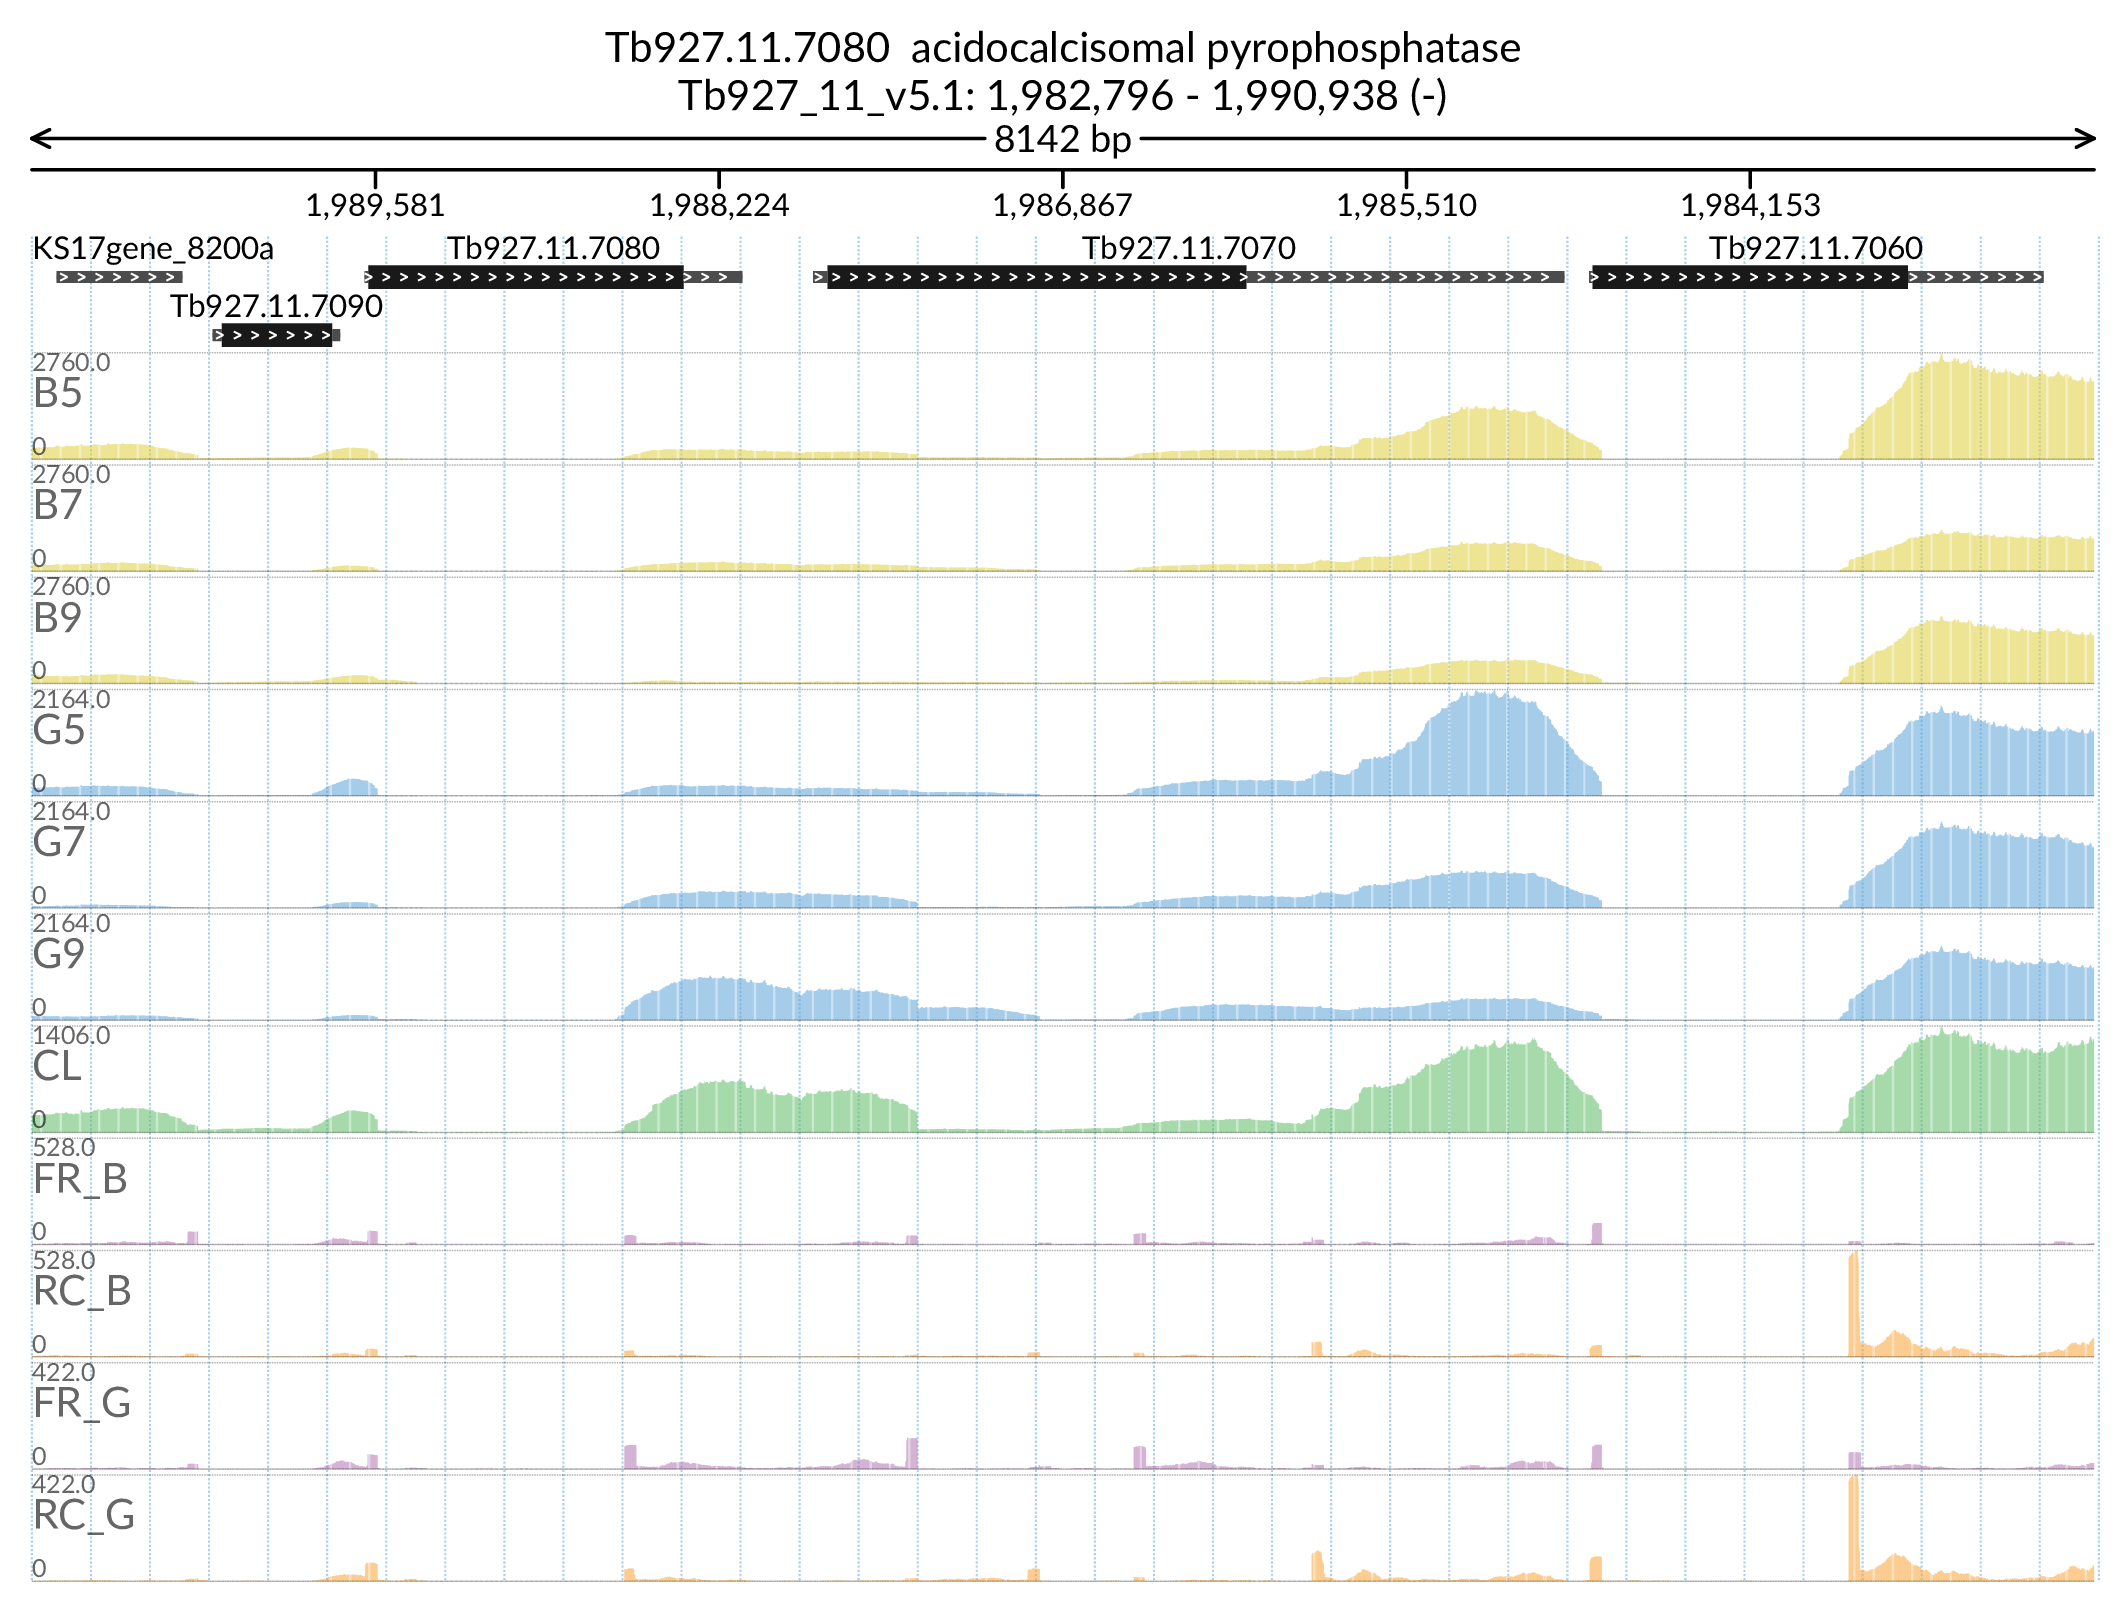 Tb927.11.7080  acidocalcisomal pyrophosphatase
Tb927_11_v5.1: 1,982,796 - 1,990,938 (-)
8142 bp
1,989,581 1,988,224 1,986,867 1,985,510 1,984,153
KS17gene_8200a Tb927.11.7080 Tb927.11.7070 Tb927.11.7060
Tb927.11.7090
2760.0
B5
0
2760.0
B7
0
2760.0
B9
0
2164.0
G5
0
2164.0
G7
0
2164.0
G9
0
1406.0
CL
0
528.0
FR_B
0
528.0
RC_B
0
422.0
FR_G
0
422.0
RC_G
0